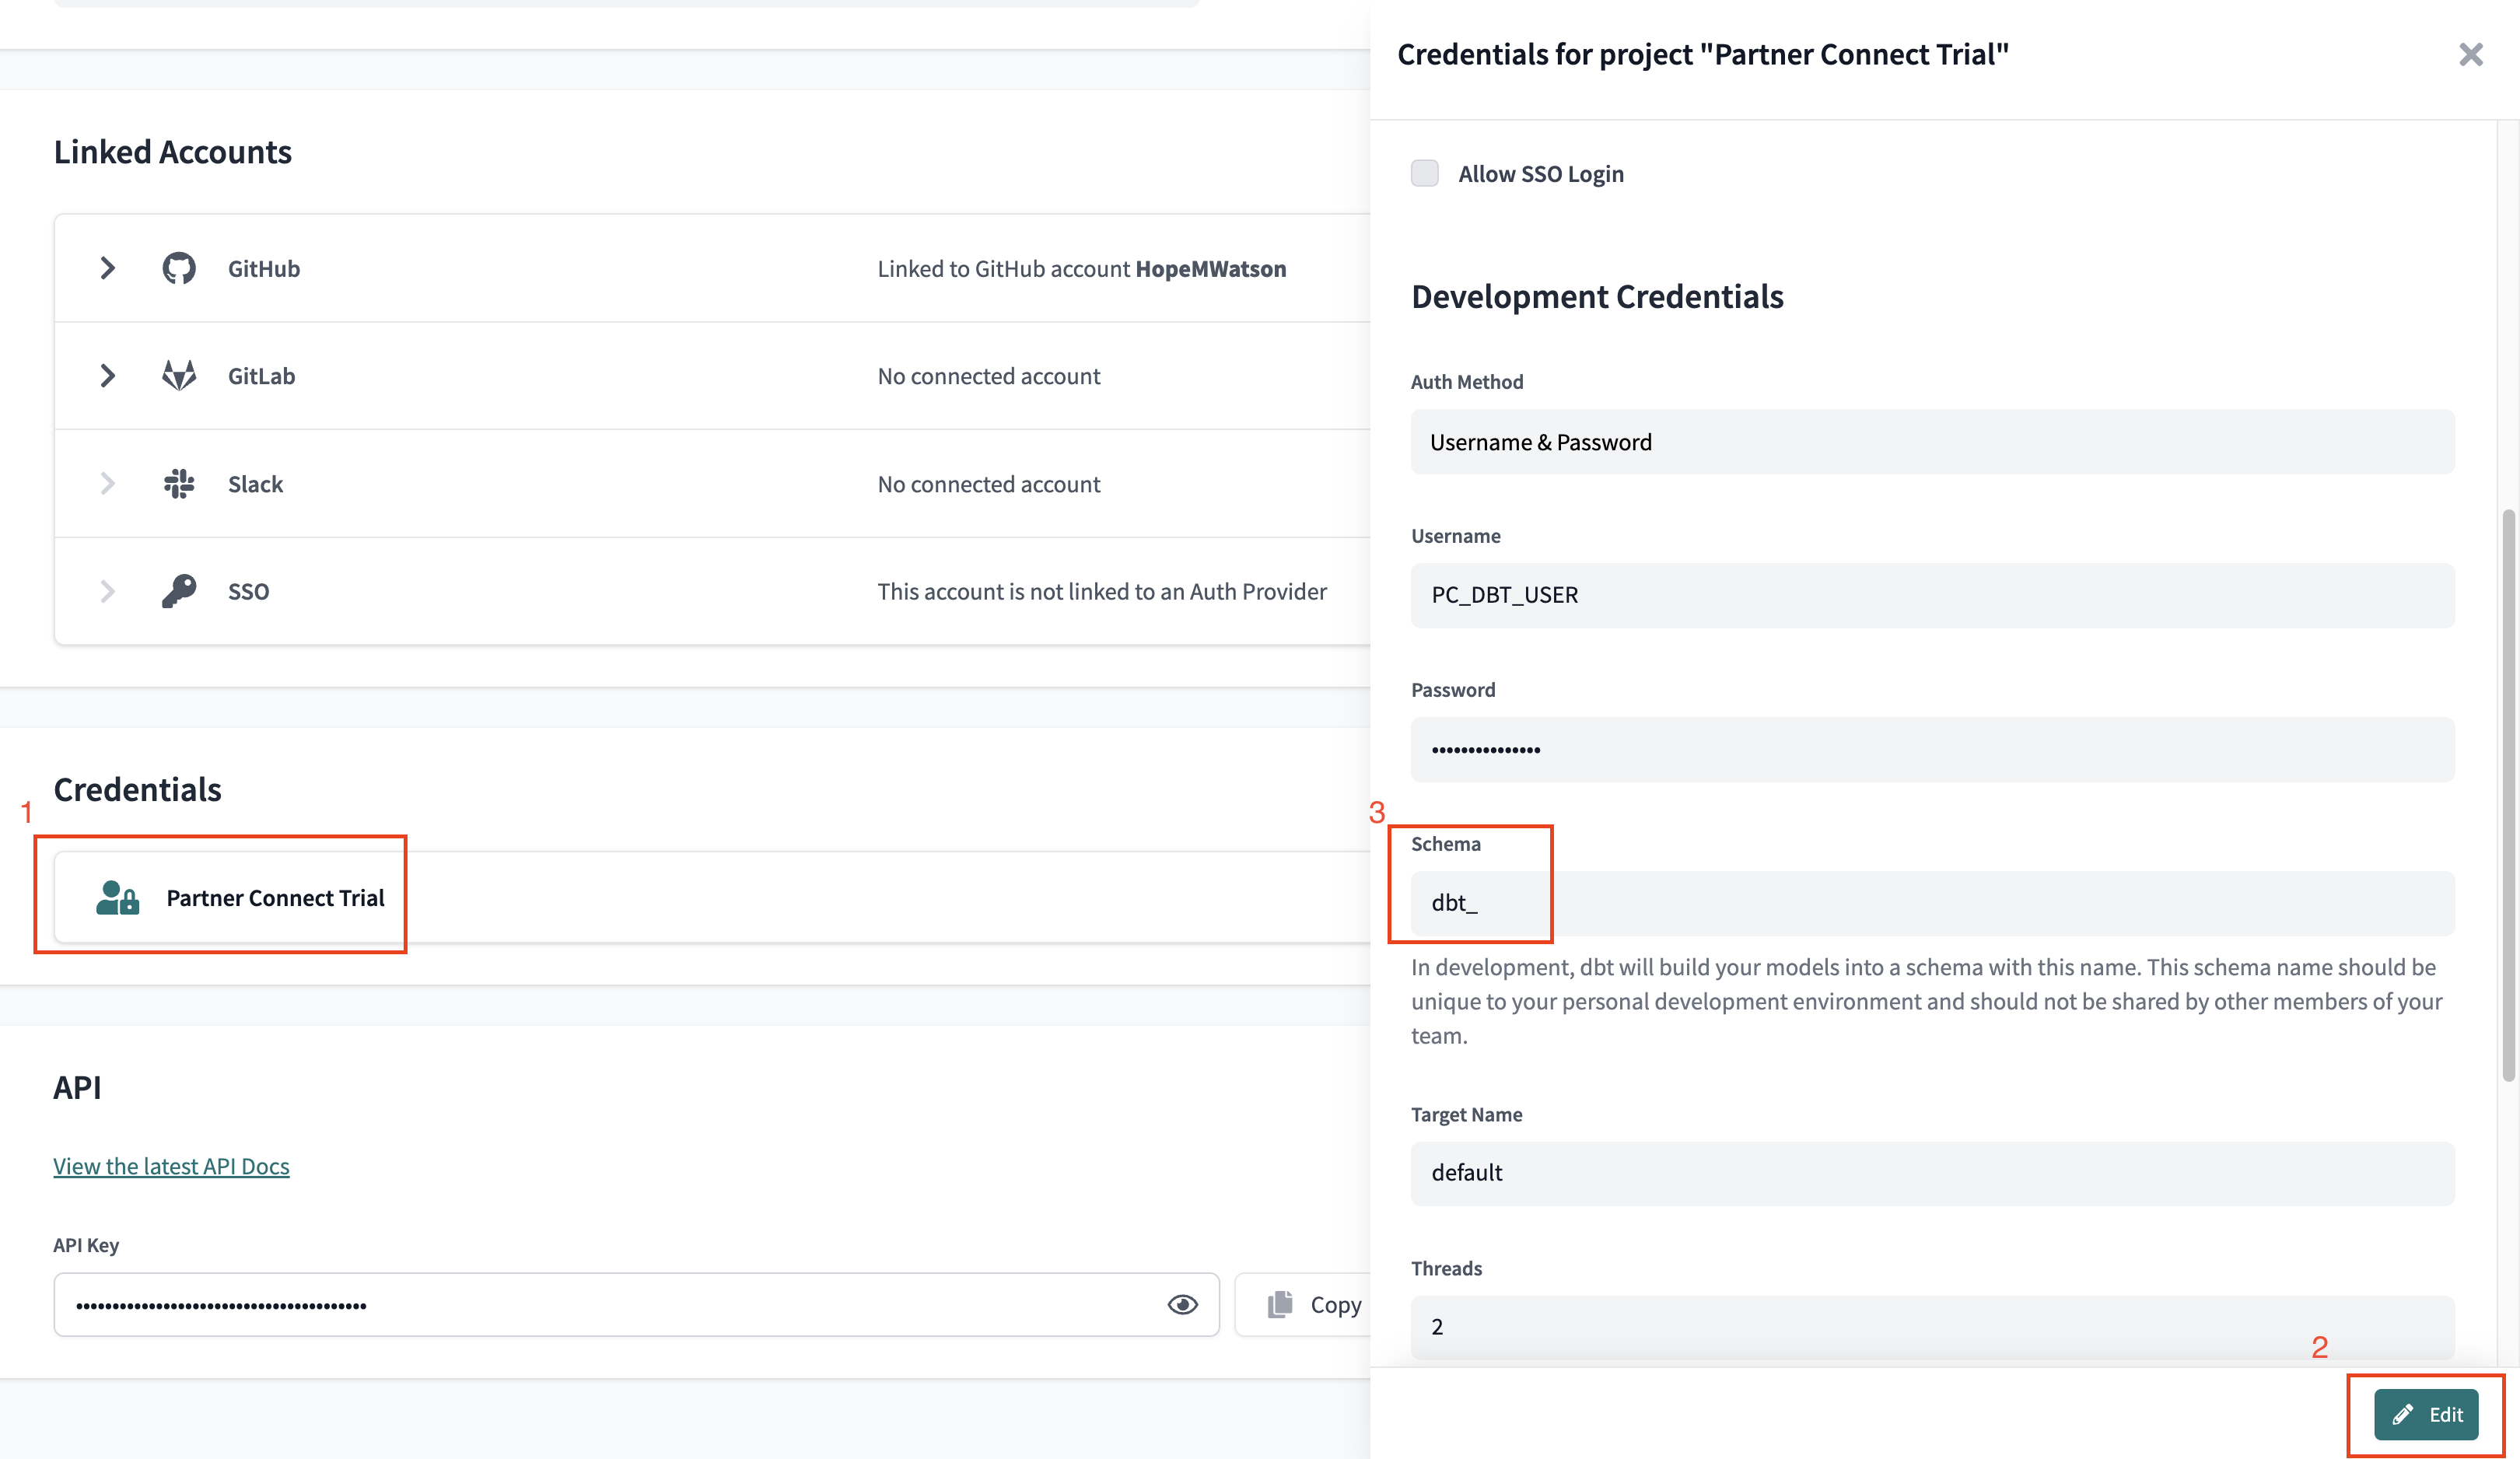 Linked Accounts
GitHub
Linked to GitHub account HopeMWatson
GitLab
No connected account
Slack
No connected account
SSO
This account is not linked to an Auth Provider
Credentials
1
Partner Connect Trial
API
View the latest API Docs
API Key
••••••••••••••••••••••••••••••••••••••••
Copy
Credentials for project "Partner Connect Trial"
Allow SSO Login
Development Credentials
Auth Method
Username & Password
Username
PC_DBT_USER
Password
•••••••••••••••
3
Schema
dbt_
In development, dbt will build your models into a schema with this name. This schema name should be
unique to your personal development environment and should not be shared by other members of your
team.
Target Name
default
Threads
2
2
Edit